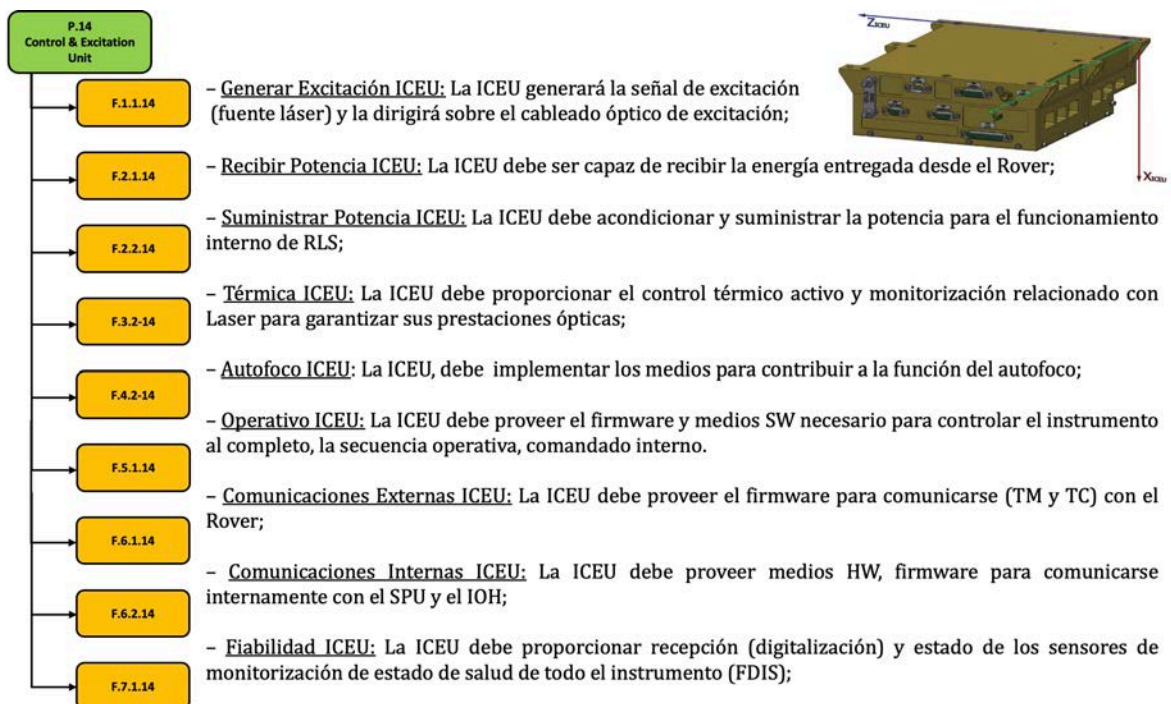 P.14
Control & Excitation
Unit
Z ICEU
X ICEU
F.1.1.14
– Generar Excitación ICEU: La ICEU generará la señal de excitación
(fuente láser) y la dirigirá sobre el cableado óptico de excitación;
F.2.1.14
– Recibir Potencia ICEU: La ICEU debe ser capaz de recibir la energía entregada desde el Rover;
F.2.2.14
– Suministrar Potencia ICEU: La ICEU debe acondicionar y suministrar la potencia para el funcionamiento
interno de RLS;
F.3.2-14
– Térmica ICEU: La ICEU debe proporcionar el control térmico activo y monitorización relacionado con
Laser para garantizar sus prestaciones ópticas;
F.4.2-14
– Autofoco ICEU: La ICEU, debe implementar los medios para contribuir a la función del autofoco;
F.5.1.14
– Operativo ICEU: La ICEU debe proveer el firmware y medios SW necesario para controlar el instrumento
al completo, la secuencia operativa, comandado interno.
F.6.1.14
– Comunicaciones Externas ICEU: La ICEU debe proveer el firmware para comunicarse (TM y TC) con el
Rover;
F.6.2.14
– Comunicaciones Internas ICEU: La ICEU debe proveer medios HW, firmware para comunicarse
internamente con el SPU y el IOH;
F.7.1.14
– Fiabilidad ICEU: La ICEU debe proporcionar recepción (digitalización) y estado de los sensores de
monitorización de estado de salud de todo el instrumento (FDIS);